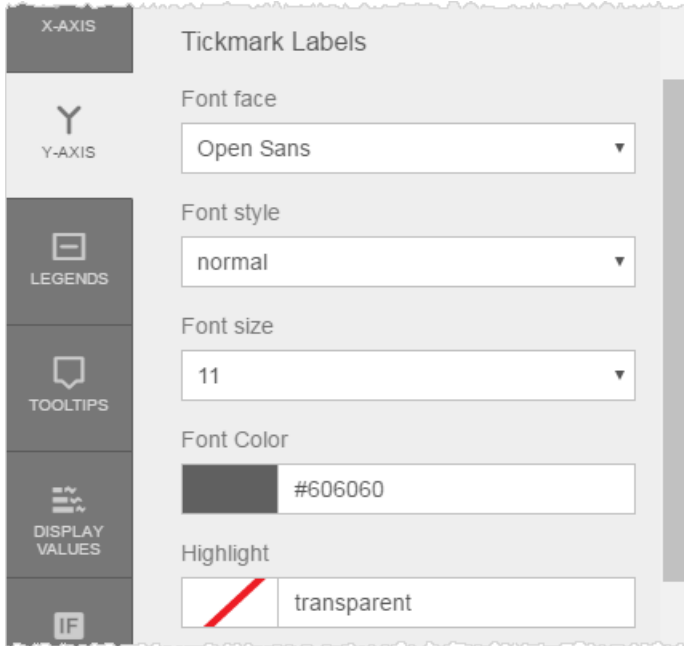 X-AXIS
Y-AXIS
LEGENDS
TOOLTIPS
DISPLAY
VALUES
IF
Tickmark Labels
Font face
Open Sans
Font style
normal
Font size
11
Font Color
#606060
Highlight
transparent